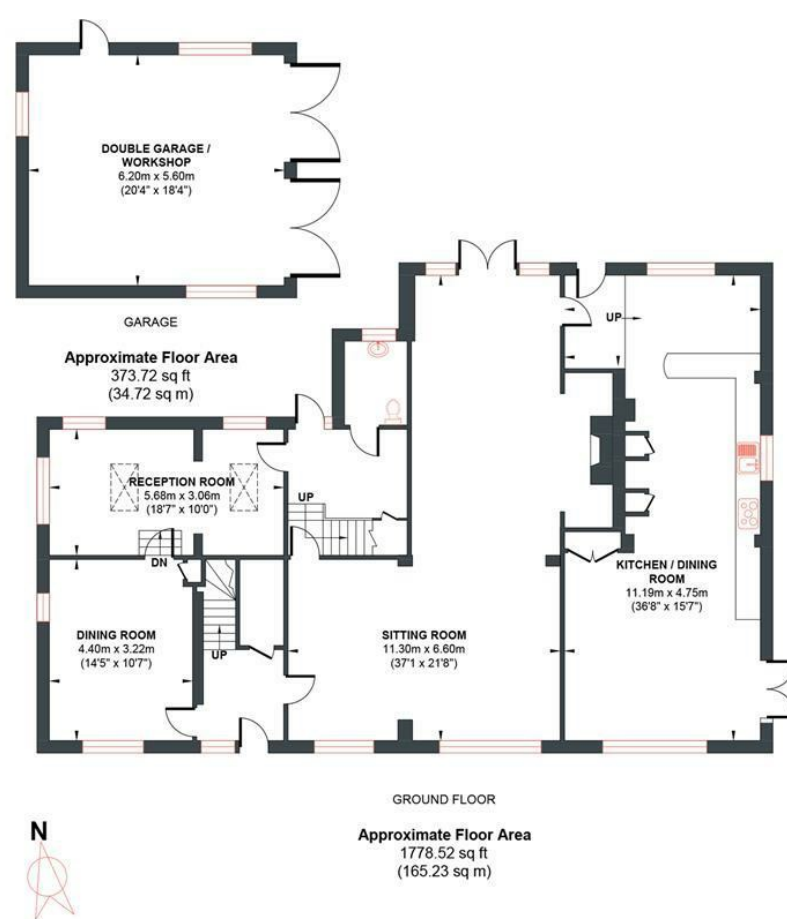 DOUBLE GARAGE /
WORKSHOP
6.20m x 5.60m
(20'4" x 18'4")
GARAGE
Approximate Floor Area
373.72 sq ft
(34.72 sq m)
UP
RECEPTION ROOM
5.68m x 3.06m
(18'7" x 10'0")
UP
DN
DINING ROOM
4.40m x 3.22m
(14'5" x 10'7")
UP
SITTING ROOM
11.30m x 6.60m
(37'1 x 21'8")
KITCHEN / DINING
ROOM
11.19m x 4.75m
(36'8" x 15'7")
GROUND FLOOR
Approximate Floor Area
1778.52 sq ft
(165.23 sq m)
N